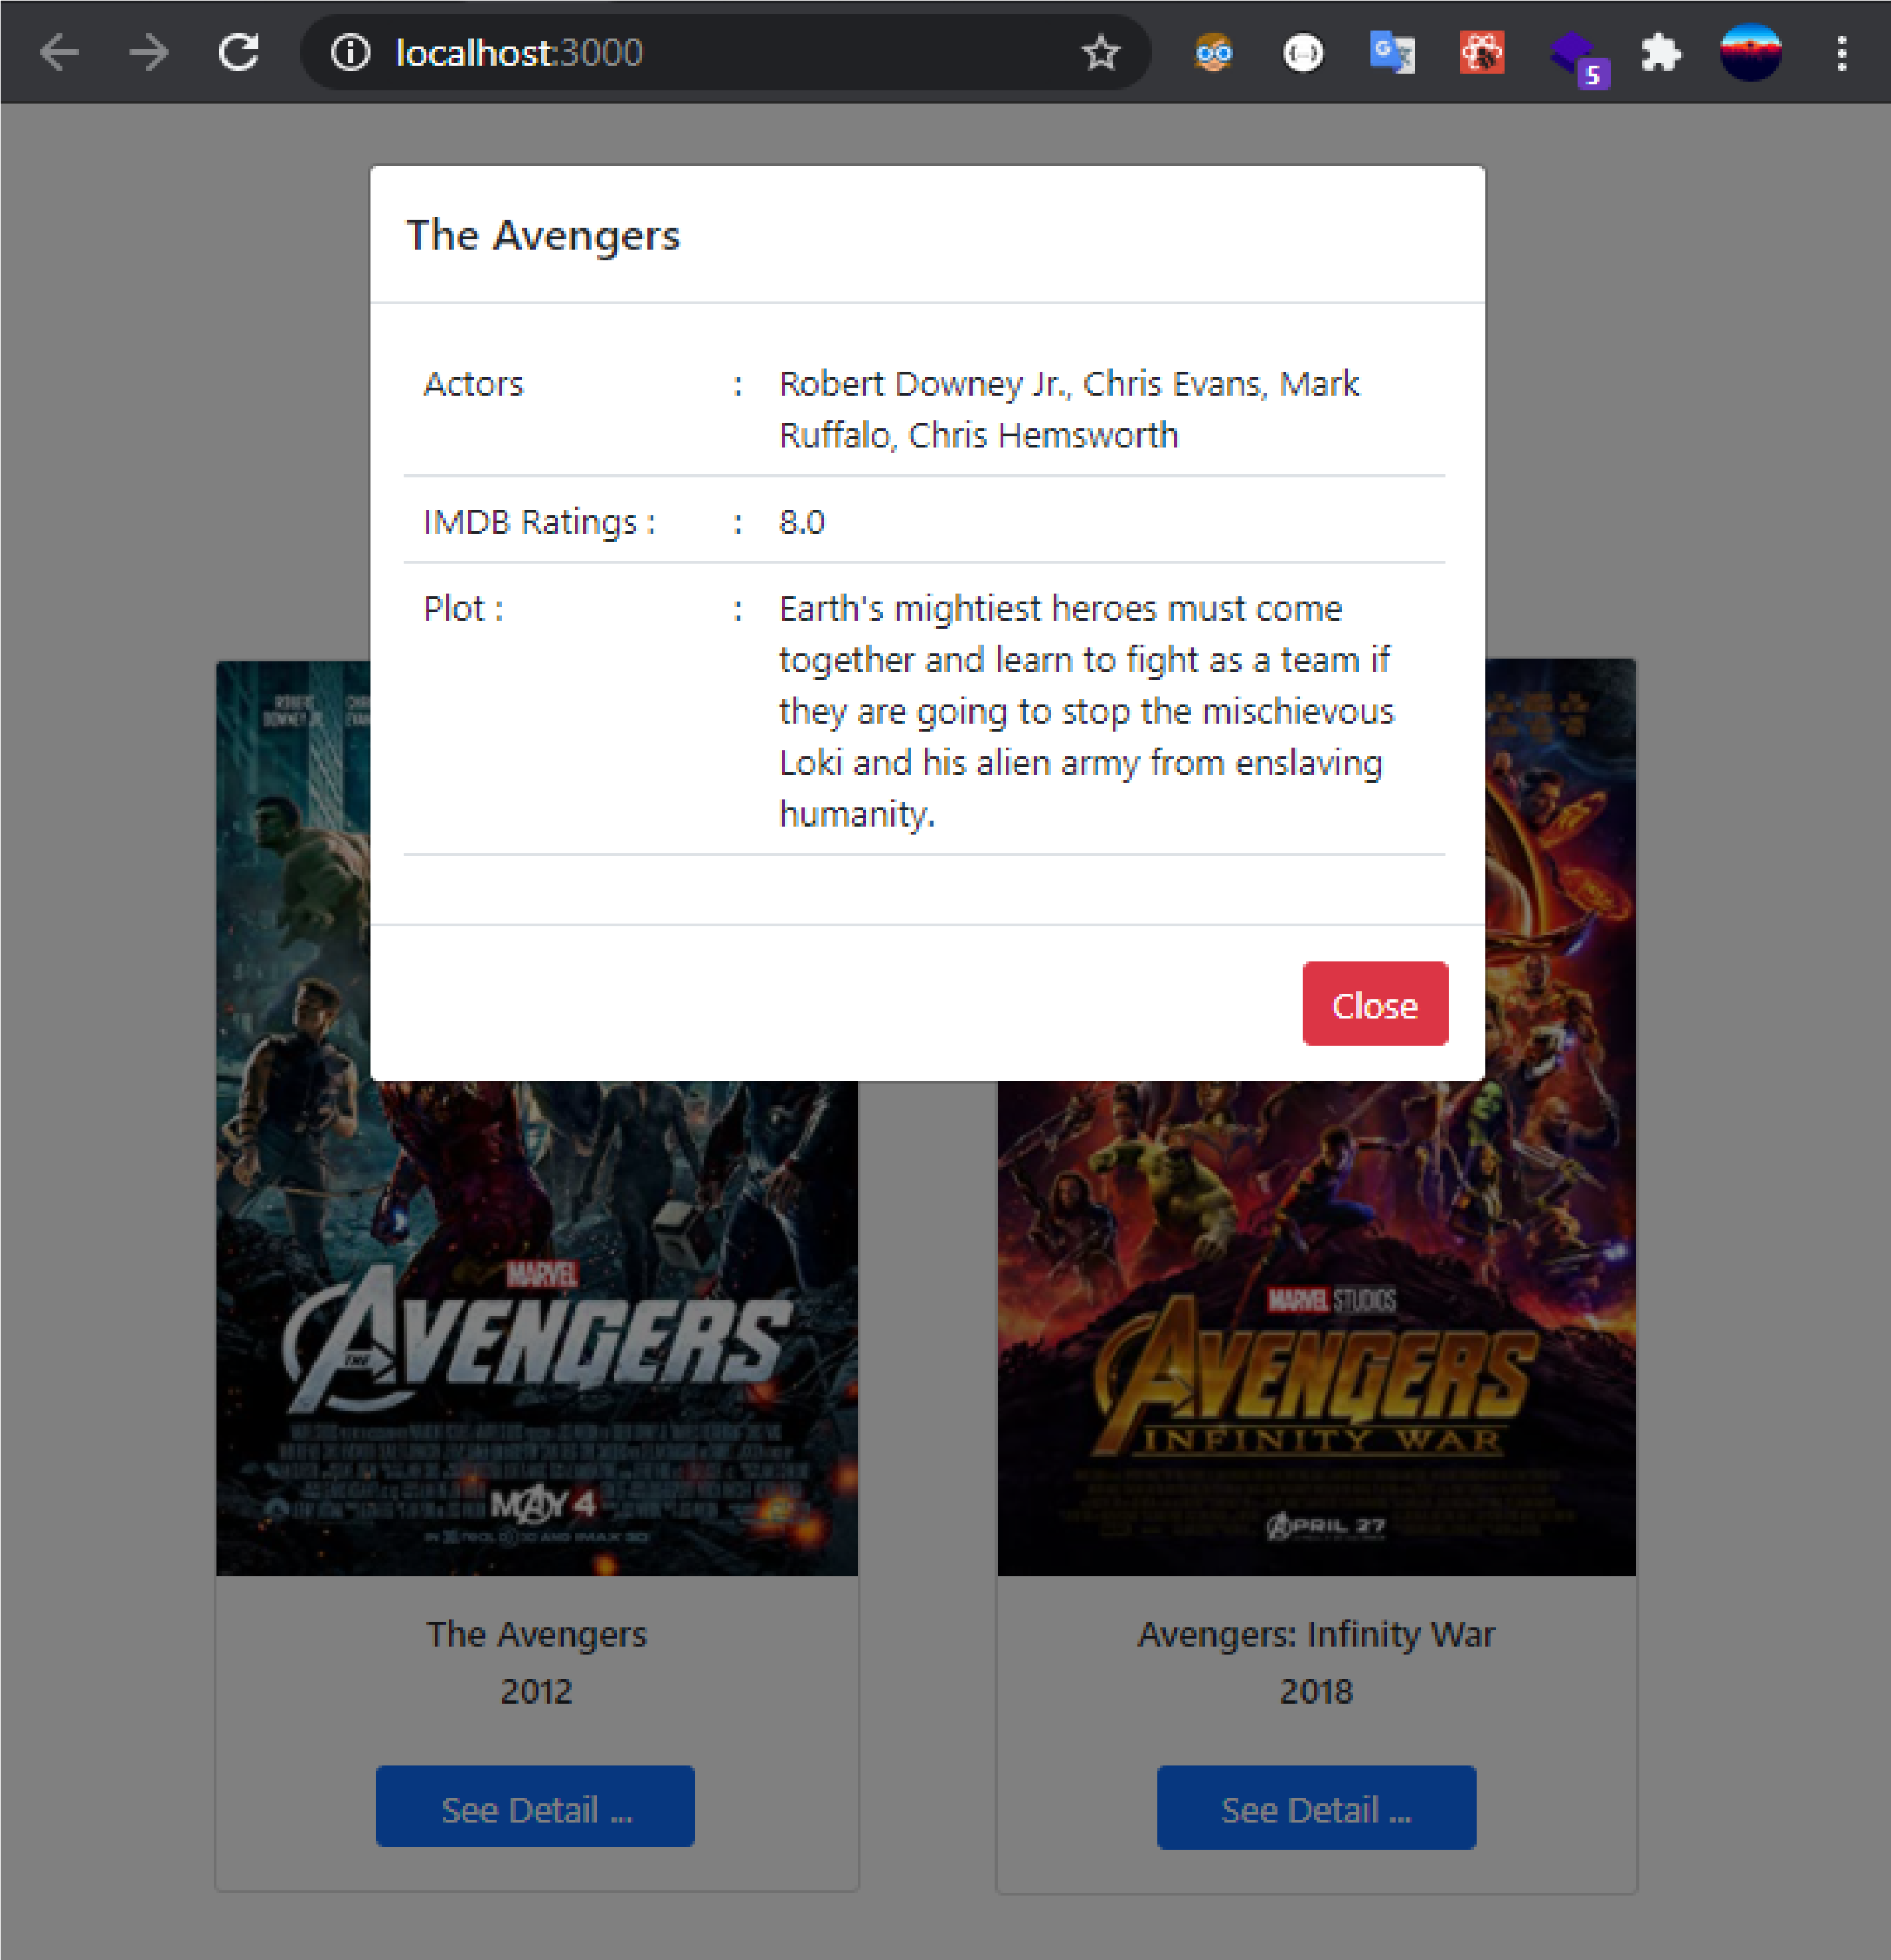 localhost:3000
5
The Avengers
Actors : Robert Downey Jr., Chris Evans, Mark
Ruffalo, Chris Hemsworth
IMDB Ratings : : 8.0
Plot : : Earth's mightiest heroes must come
together and learn to fight as a team if
they are going to stop the mischievous
Loki and his alien army from enslaving
humanity.
Close
ROBERT
DOWNEY JR.
MARVEL
THE AVENGERS
MAY 4
MARVEL STUDIOS
AVENGERS
INFINITY WAR
APRIL 27
The Avengers
2012
See Detail ...
Avengers: Infinity War
2018
See Detail ...